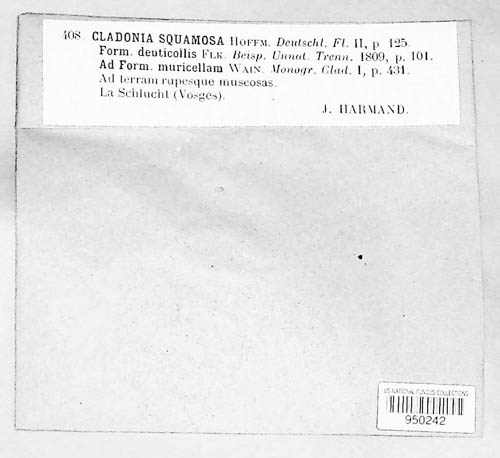 408 CLADONIA SQUAMOSA HOFFM. Deutschl. Fl. II, p. 125.
Form. denticollis FLK. Beisp. Unnat. Trenn. 1809, p. 101.
Ad Form. muricellam WAIN. Monogr. Clad. I, p. 431.
Ad terram rupesque muscosas.
La Schlucht (Vosges).
J. HARMAND.
US NATIONAL FUNGUS COLLECTIONS
950242